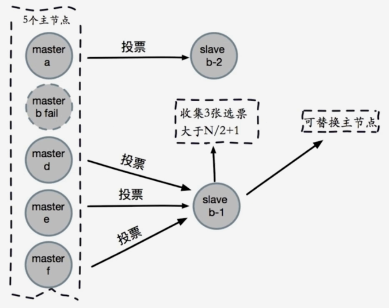 5个主节点
master
a
投票
slave
b-2
master
b fail
收集3张选票
大于N/2+1
可替换主节点
master
d
投票
master
e
投票
slave
b-1
master
f
投票